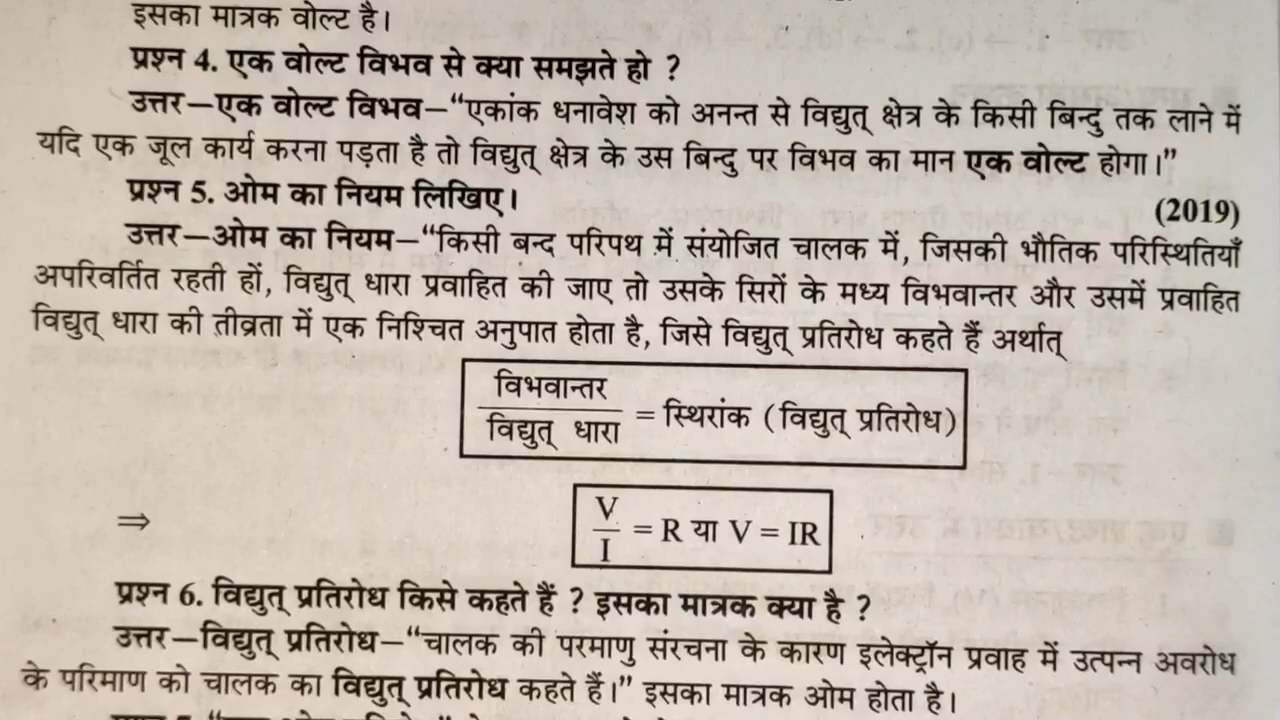 इसका मात्रक वोल्ट है।
प्रश्न 4. एक वोल्ट विभव से क्या समझते हो ?
उत्तर—एक वोल्ट विभव—“एकांक धनावेश को अनन्त से विद्युत् क्षेत्र के किसी बिन्दु तक लाने में
यदि एक जूल कार्य करना पड़ता है तो विद्युत् क्षेत्र के उस बिन्दु पर विभव का मान एक वोल्ट होगा।”
प्रश्न 5. ओम का नियम लिखिए।
(2019)
उत्तर—ओम का नियम—“किसी बन्द परिपथ में संयोजित चालक में, जिसकी भौतिक परिस्थितियाँ
अपरिवर्तित रहती हों, विद्युत् धारा प्रवाहित की जाए तो उसके सिरों के मध्य विभवान्तर और उसमें प्रवाहित
विद्युत् धारा की तीव्रता में एक निश्चित अनुपात होता है, जिसे विद्युत् प्रतिरोध कहते हैं अर्थात्
विभवान्तर
विद्युत् धारा = स्थिरांक (विद्युत् प्रतिरोध)
⇒ V
I = R या V = IR
प्रश्न 6. विद्युत् प्रतिरोध किसे कहते हैं ? इसका मात्रक क्या है ?
उत्तर—विद्युत् प्रतिरोध—“चालक की परमाणु संरचना के कारण इलेक्ट्रॉन प्रवाह में उत्पन्न अवरोध
के परिमाण को चालक का विद्युत् प्रतिरोध कहते हैं।” इसका मात्रक ओम होता है।